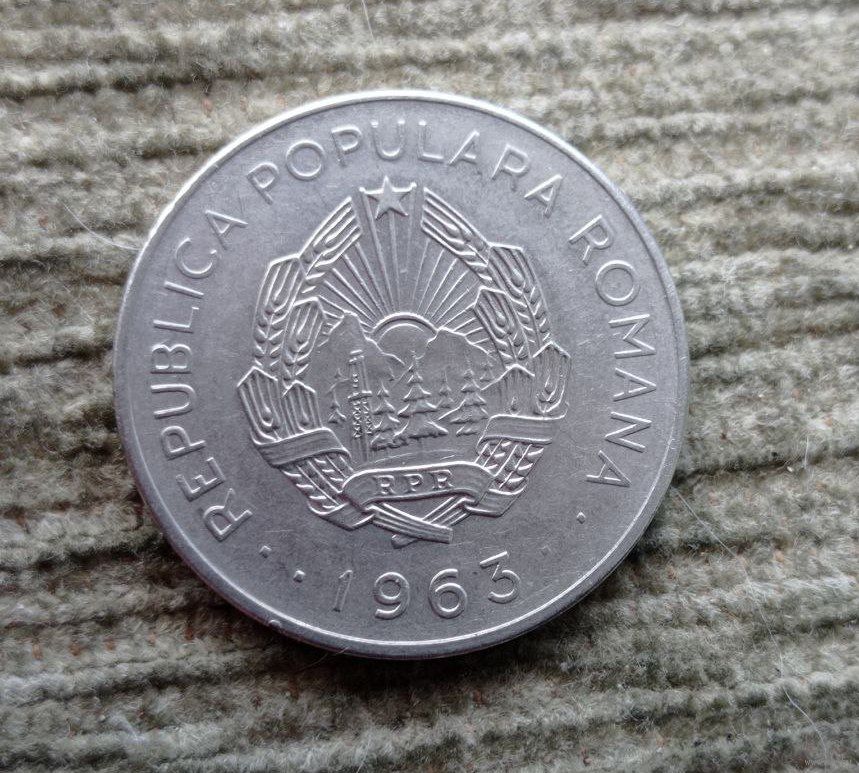 REPUBLICA POPULARA ROMANA
RPR
· · · 1963 · · ·